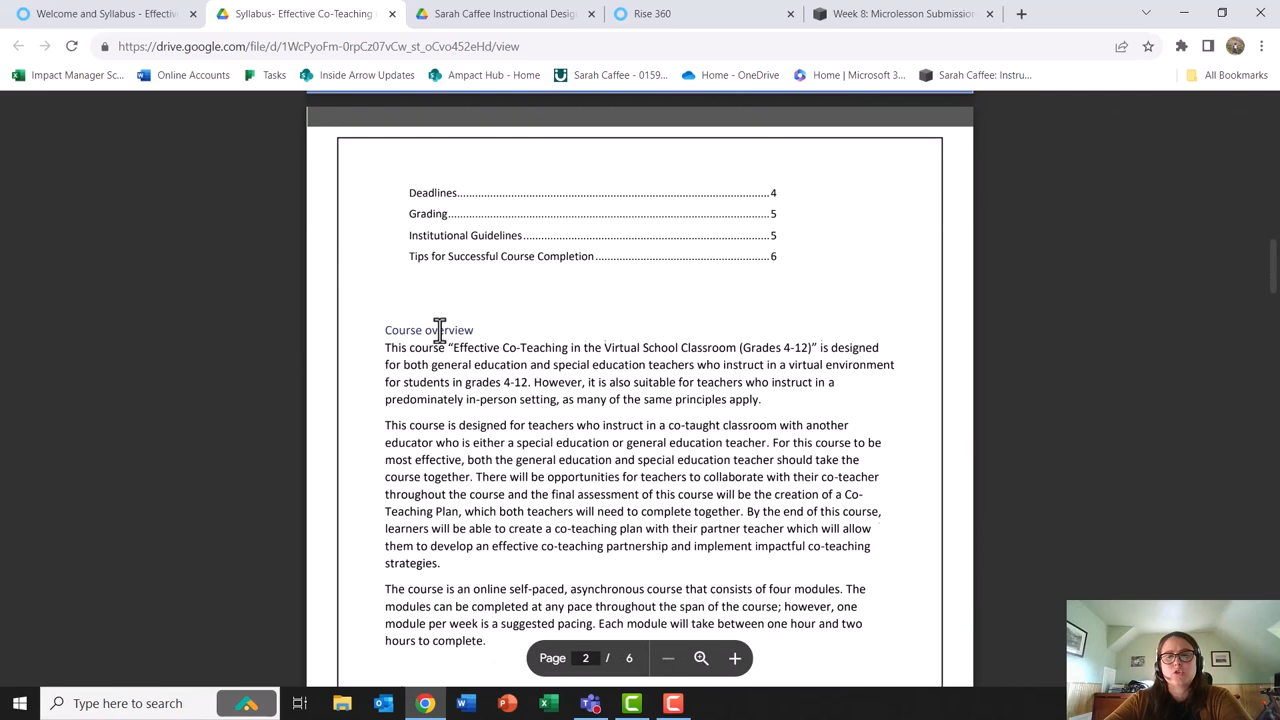 Welcome and Syllabus - Effective
Syllabus- Effective Co-Teaching
Sarah Caffee Instructional Desig
Rise 360
Week 8: Microlesson Submission
https://drive.google.com/file/d/1WcPyoFm-0rpCz07vCw_st_oCvo452eHd/view
Impact Manager Sc...
Online Accounts
Tasks
Inside Arrow Updates
Ampact Hub - Home
Sarah Caffee - 0159...
Home - OneDrive
Home | Microsoft 3...
Sarah Caffee: Instru...
All Bookmarks
Deadlines........................................................................................................4
Grading..........................................................................................................5
Institutional Guidelines..................................................................................5
Tips for Successful Course Completion.........................................................6
Course overview
This course “Effective Co-Teaching in the Virtual School Classroom (Grades 4-12)” is designed
for both general education and special education teachers who instruct in a virtual environment
for students in grades 4-12. However, it is also suitable for teachers who instruct in a
predominately in-person setting, as many of the same principles apply.
This course is designed for teachers who instruct in a co-taught classroom with another
educator who is either a special education or general education teacher. For this course to be
most effective, both the general education and special education teacher should take the
course together. There will be opportunities for teachers to collaborate with their co-teacher
throughout the course and the final assessment of this course will be the creation of a Co-
Teaching Plan, which both teachers will need to complete together. By the end of this course,
learners will be able to create a co-teaching plan with their partner teacher which will allow
them to develop an effective co-teaching partnership and implement impactful co-teaching
strategies.
The course is an online self-paced, asynchronous course that consists of four modules. The
modules can be completed at any pace throughout the span of the course; however, one
module per week is a suggested pacing. Each module will take between one hour and two
hours to complete.
Page 2 / 6
Type here to search